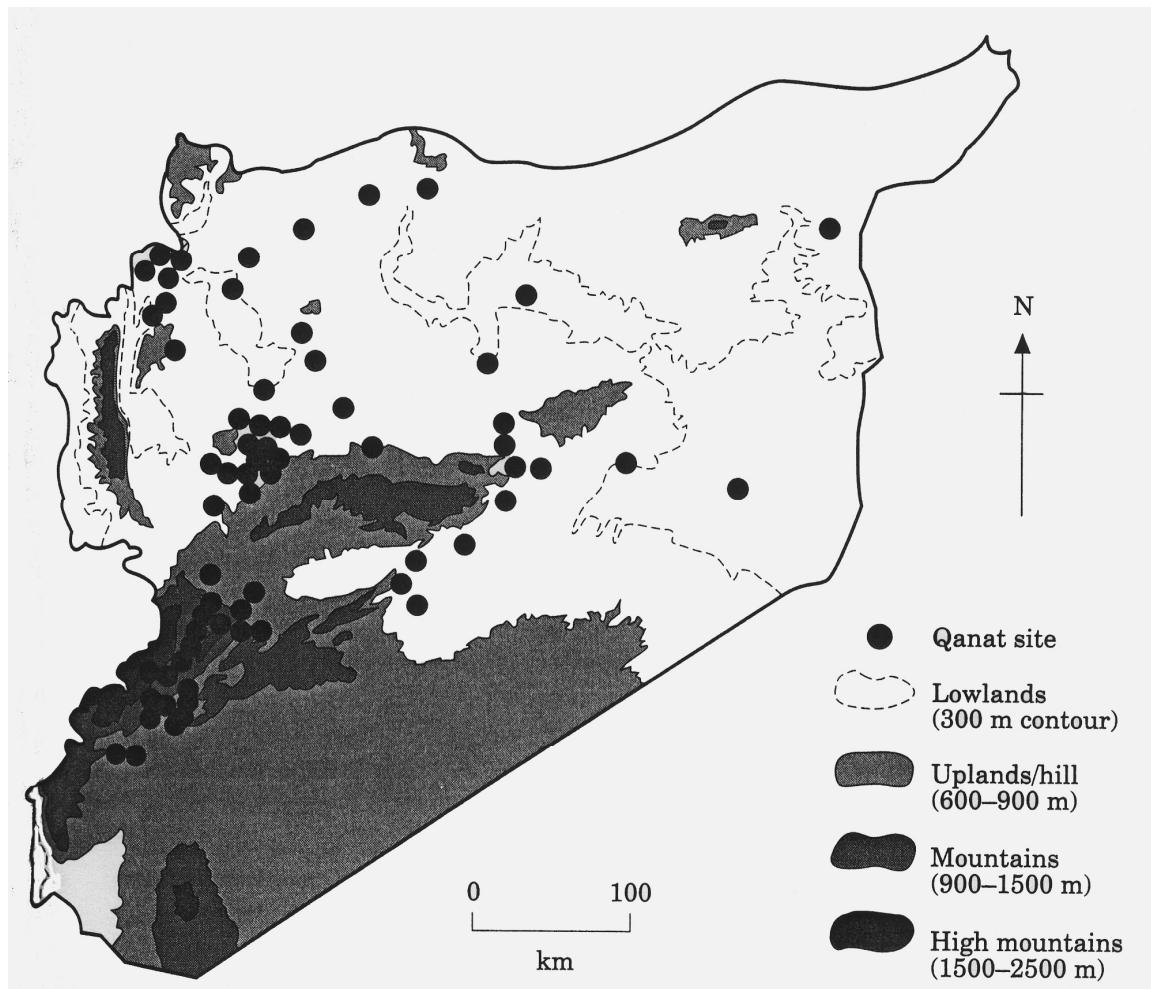 N
Qanat site
Lowlands
(300 m contour)
Uplands/hill
(600–900 m)
Mountains
(900–1500 m)
High mountains
(1500–2500 m)
0 100
km